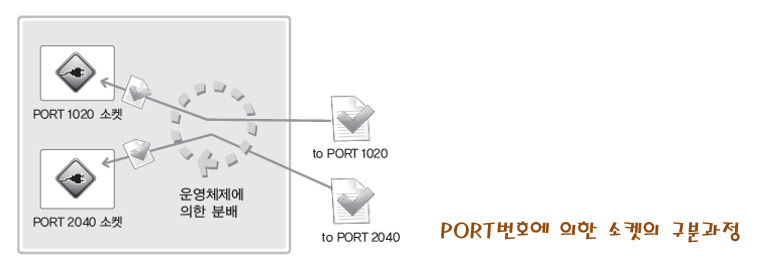 PORT 1020 소켓
to PORT 1020
PORT 2040 소켓
운영체제에
의한 분배
to PORT 2040
PORT번호에 의한 소켓의 구분과정